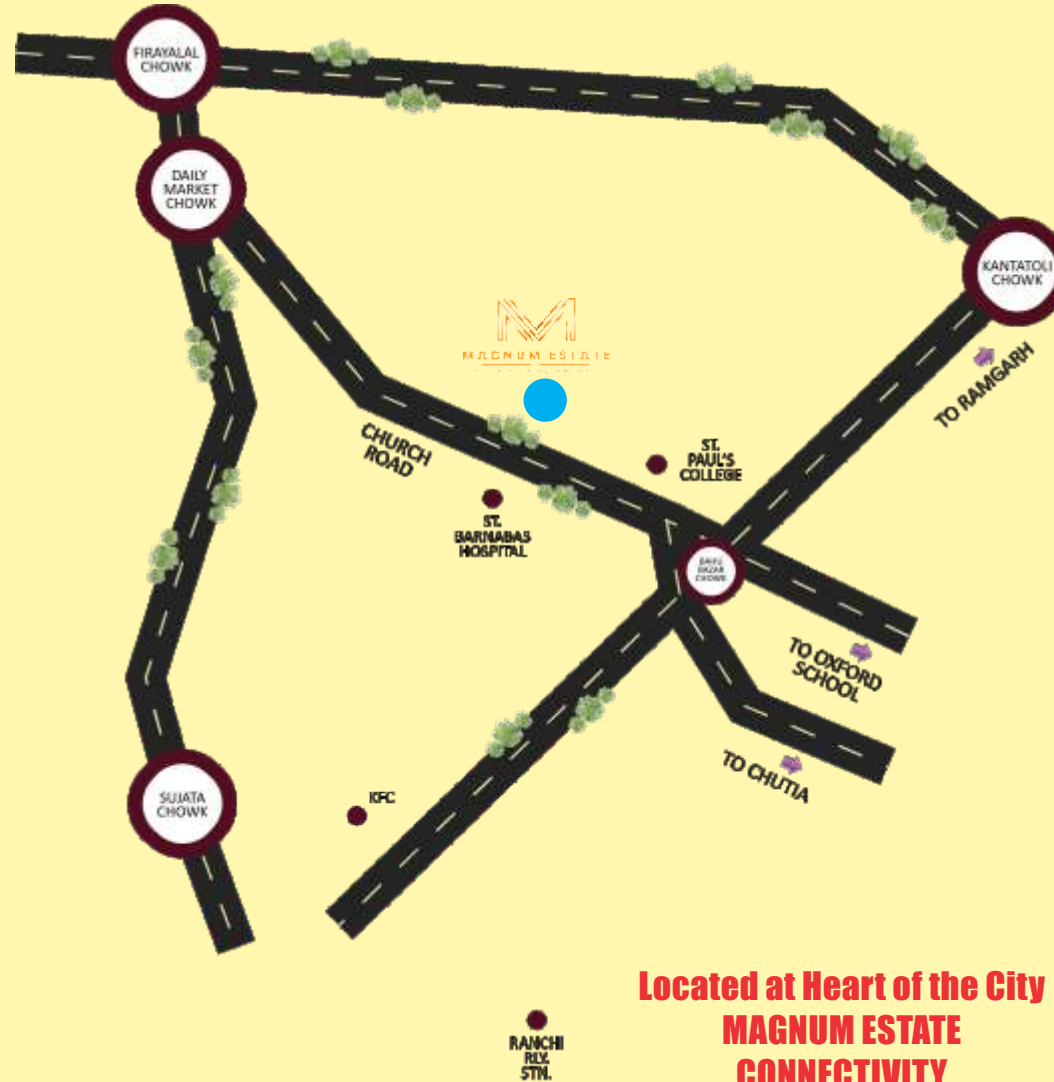 FIRAYALAL
CHOWK
DAILY
MARKET
CHOWK
KANTATOLI
CHOWK
MAGNUM ESTATE
TO RAMGARH
CHURCH
ROAD
ST.
PAUL'S
COLLEGE
ST.
BARNABAS
HOSPITAL
BAZAR
CHOWK
TO OXFORD
SCHOOL
TO CHUTIA
SUJATA
CHOWK
KFC
RANCHI
RLY.
STN.
Located at Heart of the City
MAGNUM ESTATE
CONNECTIVITY